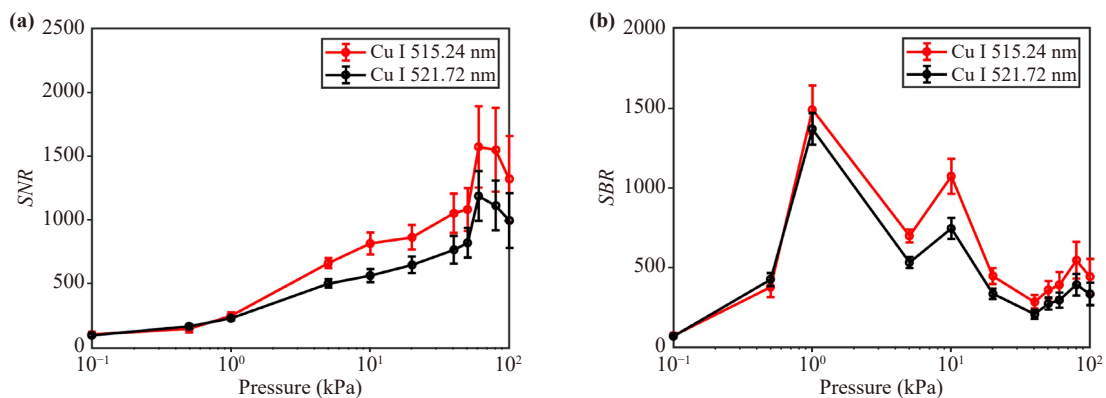 (a)
2500
2000
1500
1000
500
0
SNR
Cu I 515.24 nm
Cu I 521.72 nm
10⁻¹ 10⁰ 10¹ 10²
Pressure (kPa)
(b)
2000
1500
1000
500
0
SBR
Cu I 515.24 nm
Cu I 521.72 nm
10⁻¹ 10⁰ 10¹ 10²
Pressure (kPa)